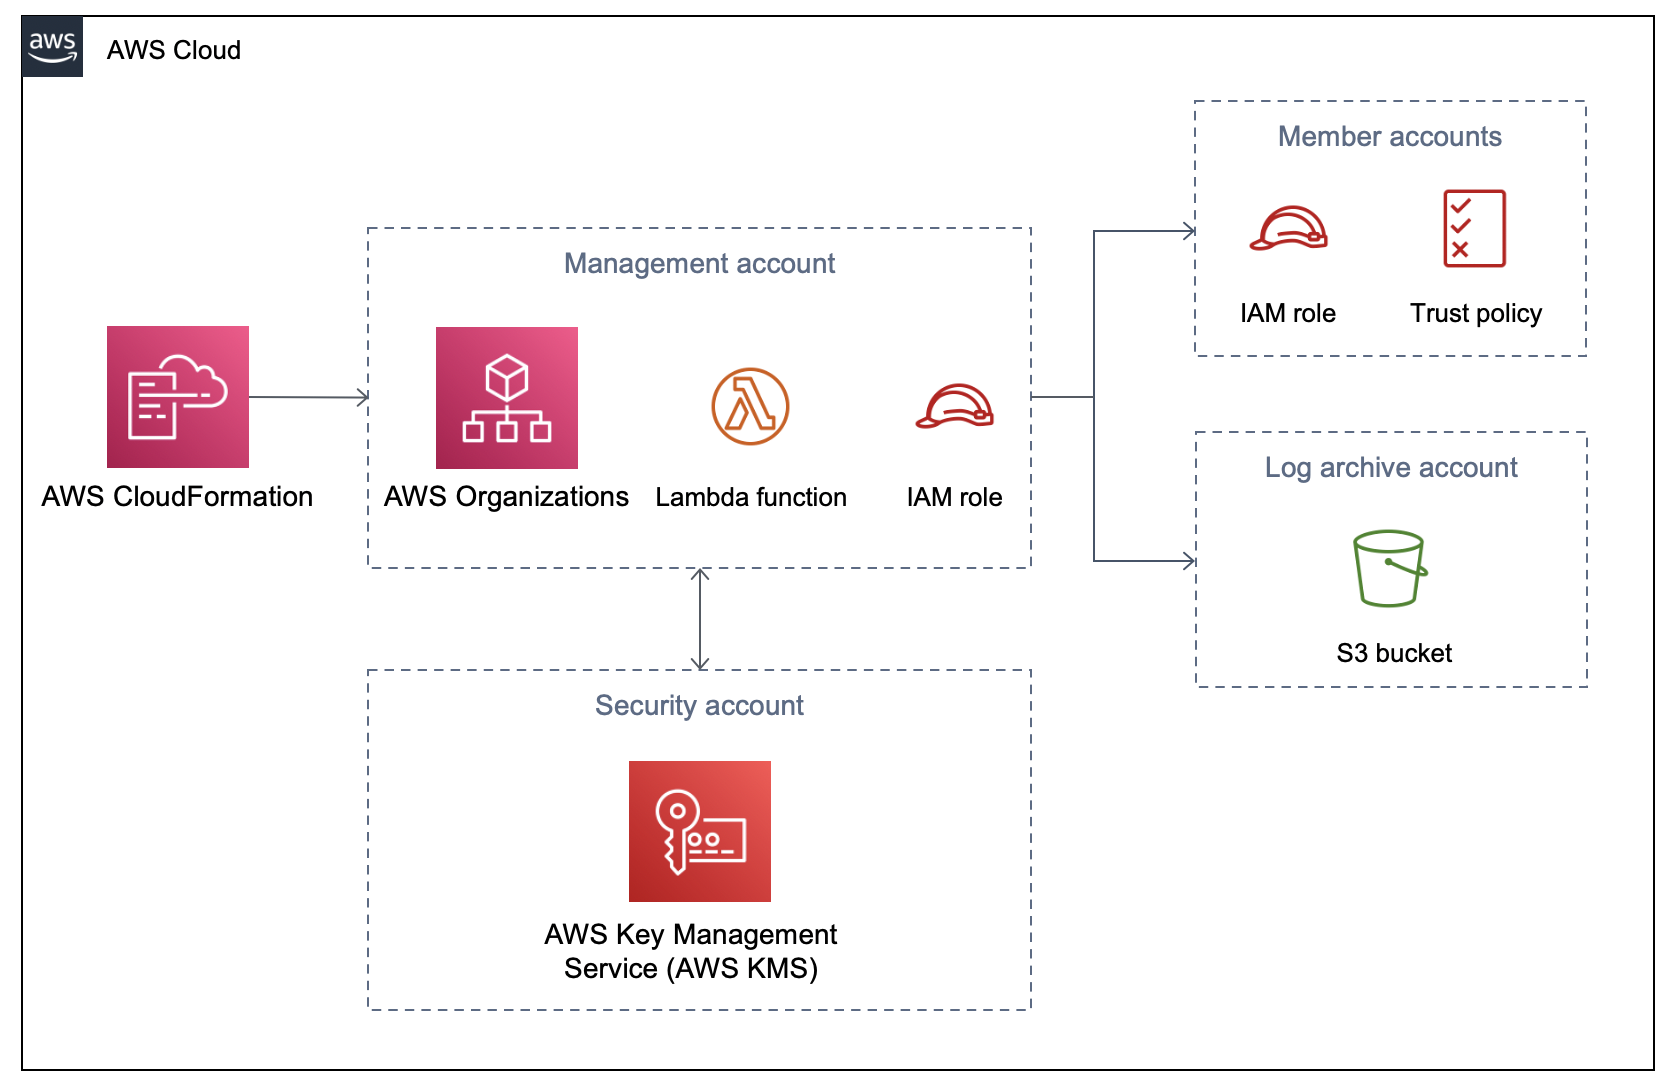 aws
AWS Cloud
Member accounts
IAM role
Trust policy
Management account
AWS CloudFormation
AWS Organizations
Lambda function
IAM role
Log archive account
S3 bucket
Security account
AWS Key Management
Service (AWS KMS)